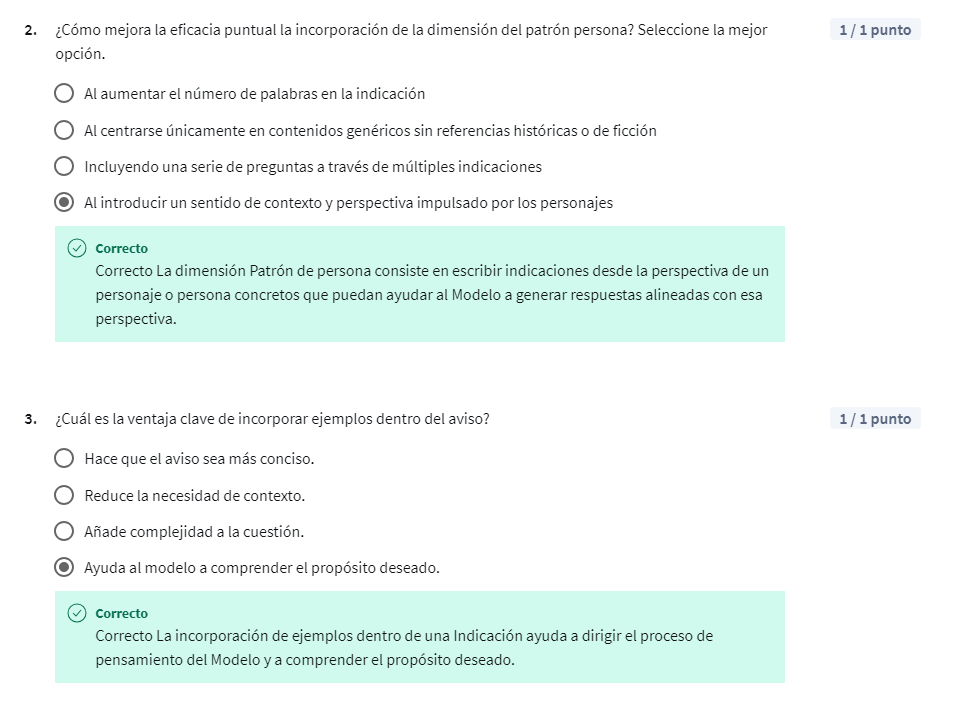 2. ¿Cómo mejora la eficacia puntual la incorporación de la dimensión del patrón persona? Seleccione la mejor
opción.
1 / 1 punto
Al aumentar el número de palabras en la indicación
Al centrarse únicamente en contenidos genéricos sin referencias históricas o de ficción
Incluyendo una serie de preguntas a través de múltiples indicaciones
Al introducir un sentido de contexto y perspectiva impulsado por los personajes
Correcto
Correcto La dimensión Patrón de persona consiste en escribir indicaciones desde la perspectiva de un
personaje o persona concretos que puedan ayudar al Modelo a generar respuestas alineadas con esa
perspectiva.
3. ¿Cuál es la ventaja clave de incorporar ejemplos dentro del aviso?
1 / 1 punto
Hace que el aviso sea más conciso.
Reduce la necesidad de contexto.
Añade complejidad a la cuestión.
Ayuda al modelo a comprender el propósito deseado.
Correcto
Correcto La incorporación de ejemplos dentro de una Indicación ayuda a dirigir el proceso de
pensamiento del Modelo y a comprender el propósito deseado.